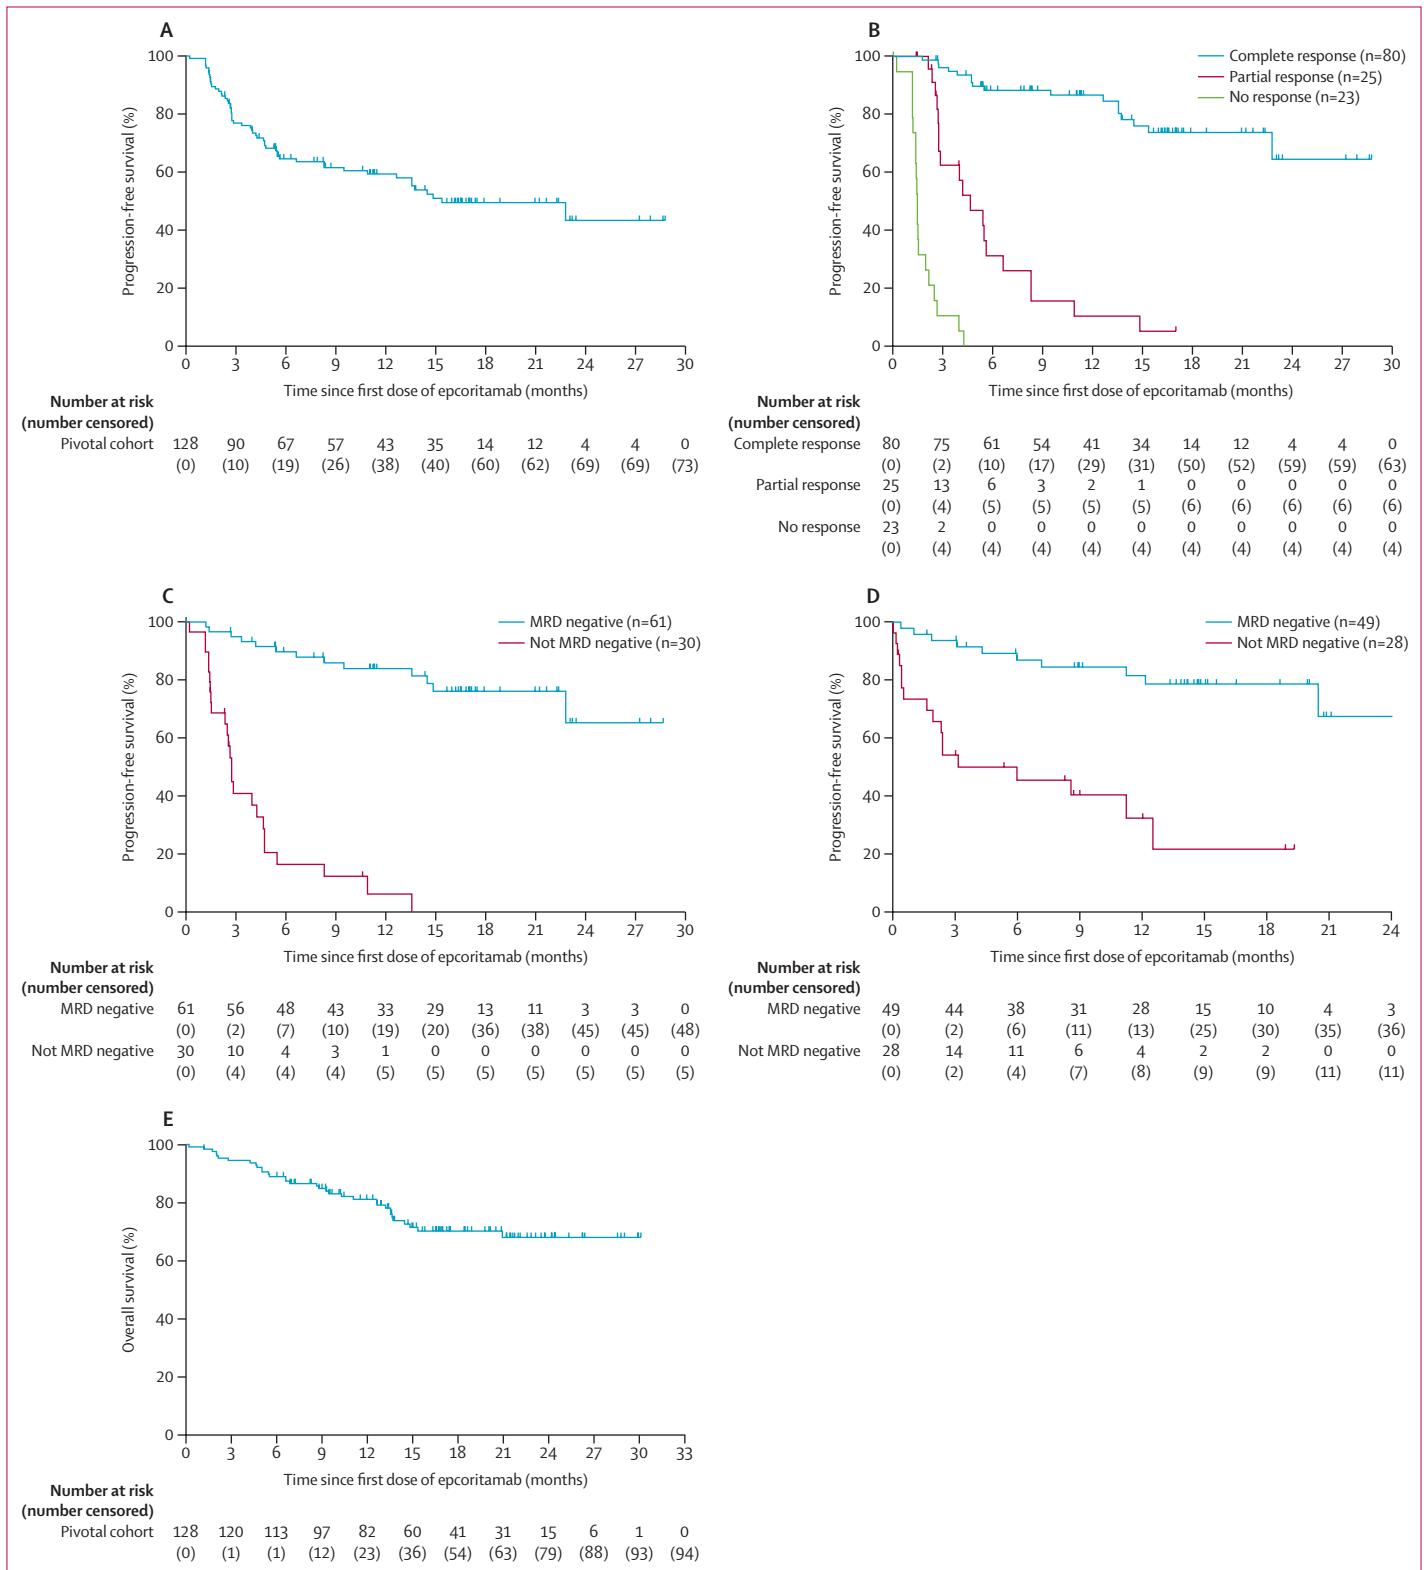 A
100
80
60
40
20
0
Progression-free survival (%)
0 3 6 9 12 15 18 21 24 27 30
Time since first dose of epcoritamab (months)
Number at risk
(number censored)
Pivotal cohort 128 90 67 57 43 35 14 12 4 4 0
(0) (10) (19) (26) (38) (40) (60) (62) (69) (69) (73)
B
Complete response (n=80)
Partial response (n=25)
No response (n=23)
100
80
60
40
20
0
Progression-free survival (%)
0 3 6 9 12 15 18 21 24 27 30
Time since first dose of epcoritamab (months)
Number at risk
(number censored)
Complete response 80 75 61 54 41 34 14 12 4 4 0
(0) (2) (10) (17) (29) (31) (50) (52) (59) (59) (63)
Partial response 25 13 6 3 2 1 0 0 0 0 0
(0) (4) (5) (5) (5) (5) (6) (6) (6) (6) (6)
No response 23 2 0 0 0 0 0 0 0 0 0
(0) (4) (4) (4) (4) (4) (4) (4) (4) (4) (4)
C
MRD negative (n=61)
Not MRD negative (n=30)
100
80
60
40
20
0
Progression-free survival (%)
0 3 6 9 12 15 18 21 24 27 30
Time since first dose of epcoritamab (months)
Number at risk
(number censored)
MRD negative 61 56 48 43 33 29 13 11 3 3 0
(0) (2) (7) (10) (19) (20) (36) (38) (45) (45) (48)
Not MRD negative 30 10 4 3 1 0 0 0 0 0 0
(0) (4) (4) (4) (5) (5) (5) (5) (5) (5) (5)
D
MRD negative (n=49)
Not MRD negative (n=28)
100
80
60
40
20
0
Progression-free survival (%)
0 3 6 9 12 15 18 21 24
Time since first dose of epcoritamab (months)
Number at risk
(number censored)
MRD negative 49 44 38 31 28 15 10 4 3
(0) (2) (6) (11) (13) (25) (30) (35) (36)
Not MRD negative 28 14 11 6 4 2 2 0 0
(0) (2) (4) (7) (8) (9) (9) (11) (11)
E
100
80
60
40
20
0
Overall survival (%)
0 3 6 9 12 15 18 21 24 27 30 33
Time since first dose of epcoritamab (months)
Number at risk
(number censored)
Pivotal cohort 128 120 113 97 82 60 41 31 15 6 1 0
(0) (1) (1) (12) (23) (36) (54) (63) (79) (88) (93) (94)